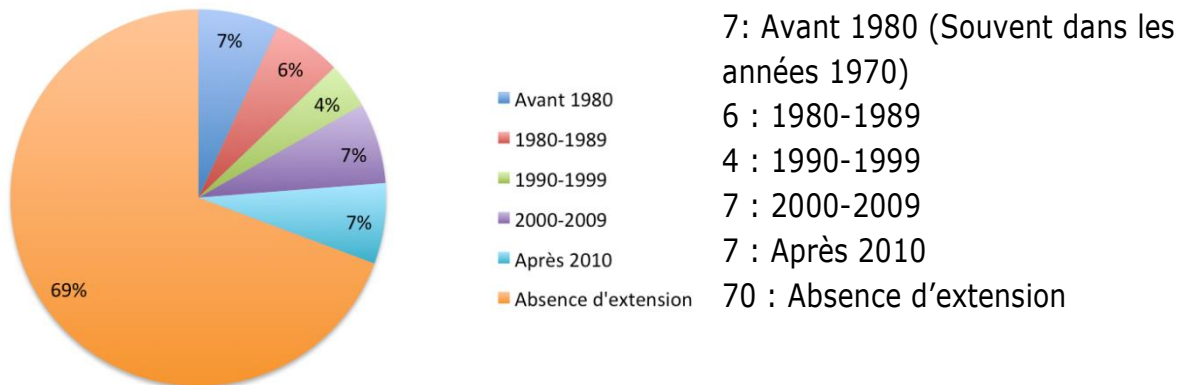 7%
6%
4%
7%
7%
69%
Avant 1980
1980-1989
1990-1999
2000-2009
Après 2010
Absence d'extension
7: Avant 1980 (Souvent dans les
années 1970)
6 : 1980-1989
4 : 1990-1999
7 : 2000-2009
7 : Après 2010
70 : Absence d’extension